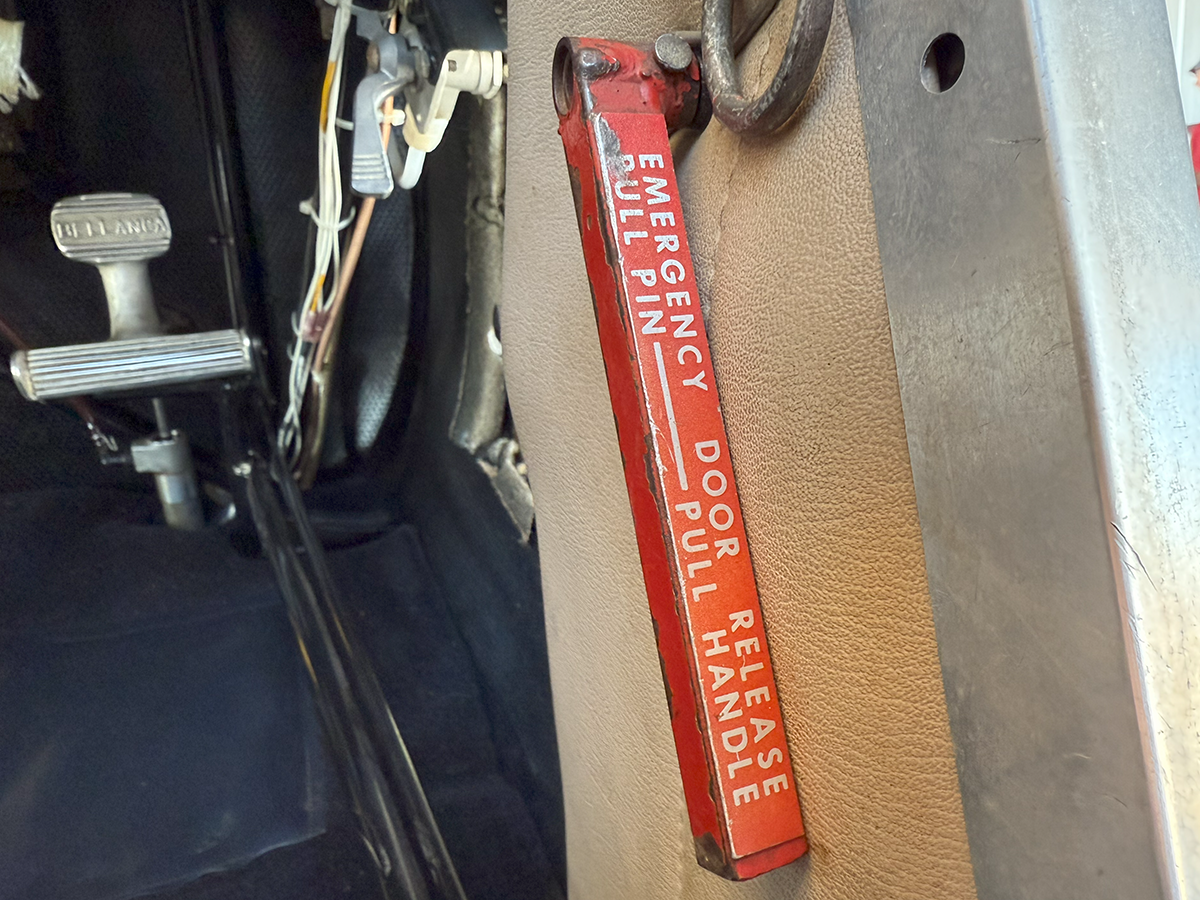 BELLANCA
EMERGENCY DOOR RELEASE
PULL PIN — PULL HANDLE